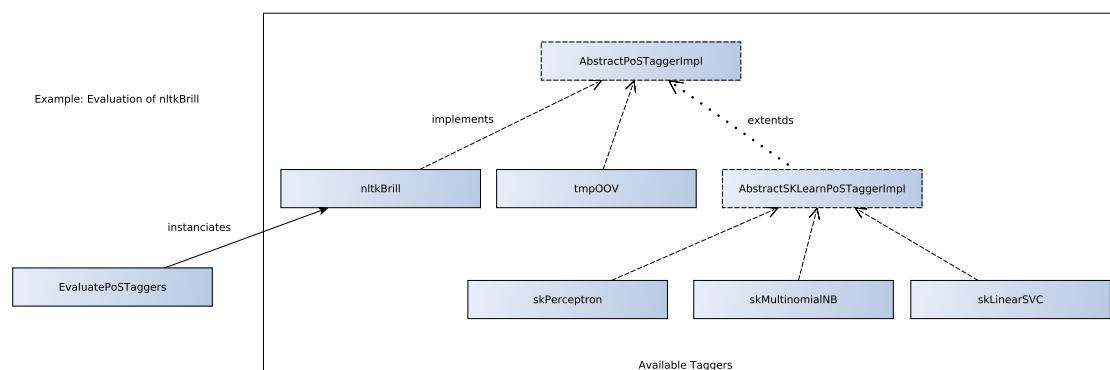 AbstractPoSTaggerImpl
Example: Evaluation of nltkBrill
implements
extentds
nltkBrill
tmpOOV
AbstractSKLearnPoSTaggerImpl
instanciates
EvaluatePoSTaggers
skPerceptron
skMultinomialNB
skLinearSVC
Available Taggers